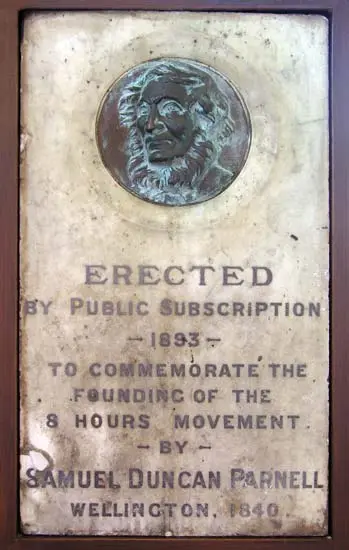 ERECTED
BY PUBLIC SUBSCRIPTION
- 1893 -
TO COMMEMORATE THE
FOUNDING OF THE
8 HOURS MOVEMENT.
- BY -
SAMUEL DUNCAN PARNELL
WELLINGTON, 1840.